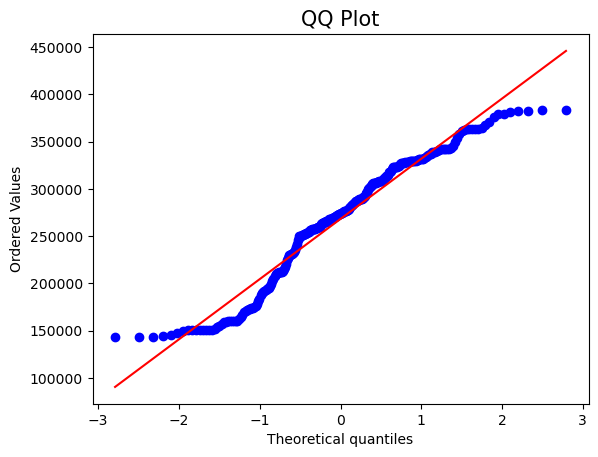 QQ Plot
450000
400000
350000
300000
250000
200000
150000
100000
Ordered Values
−3 −2 −1 0 1 2 3
Theoretical quantiles